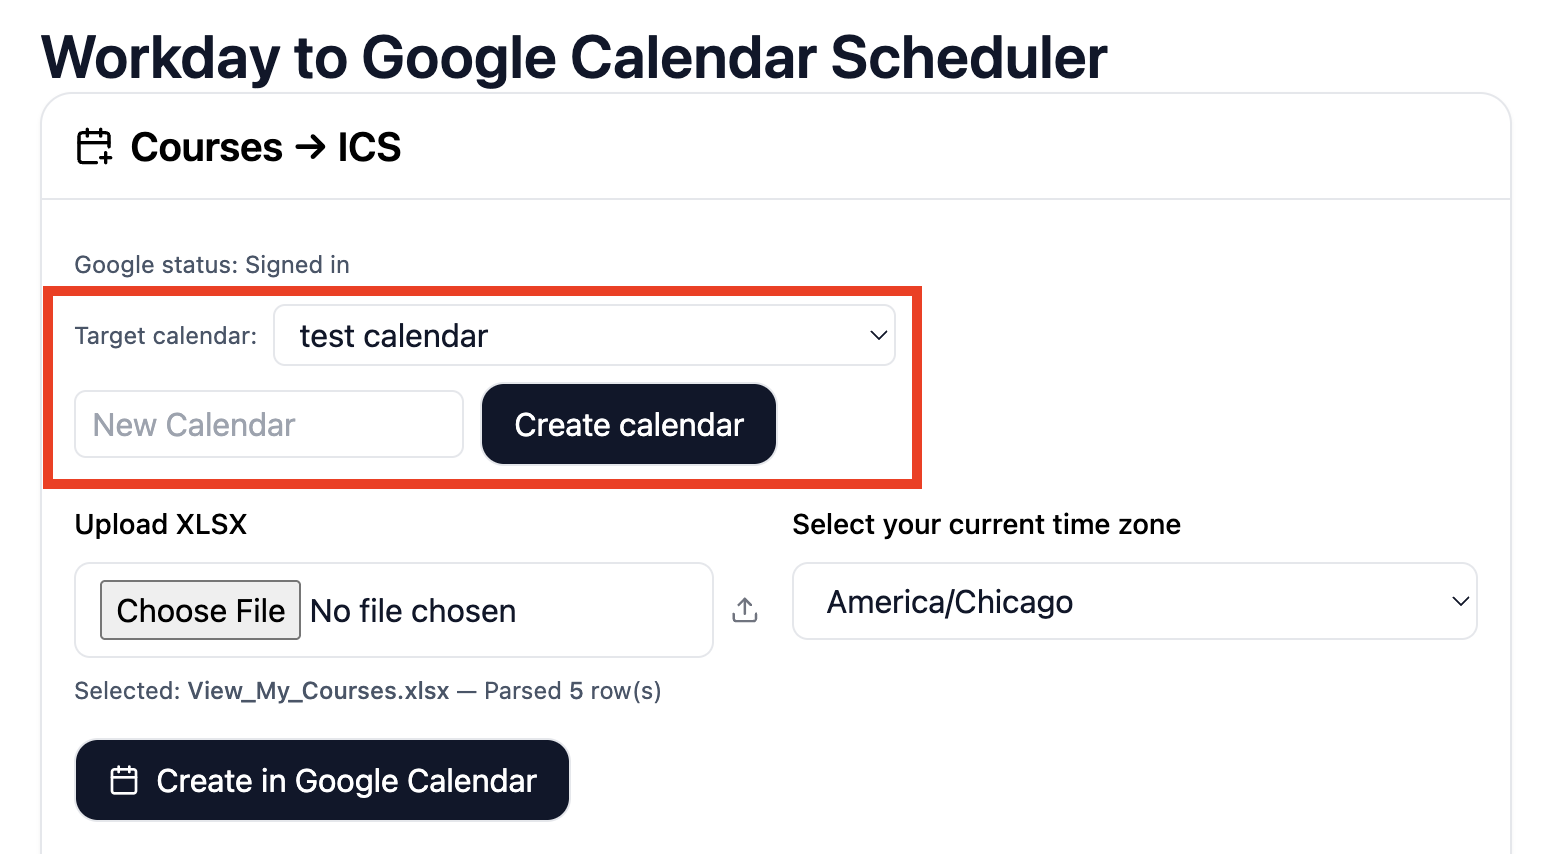 Workday to Google Calendar Scheduler
Courses → ICS
Google status: Signed in
Target calendar: test calendar
New Calendar Create calendar
Upload XLSX
Choose File No file chosen
Selected: View_My_Courses.xlsx — Parsed 5 row(s)
Select your current time zone
America/Chicago
Create in Google Calendar